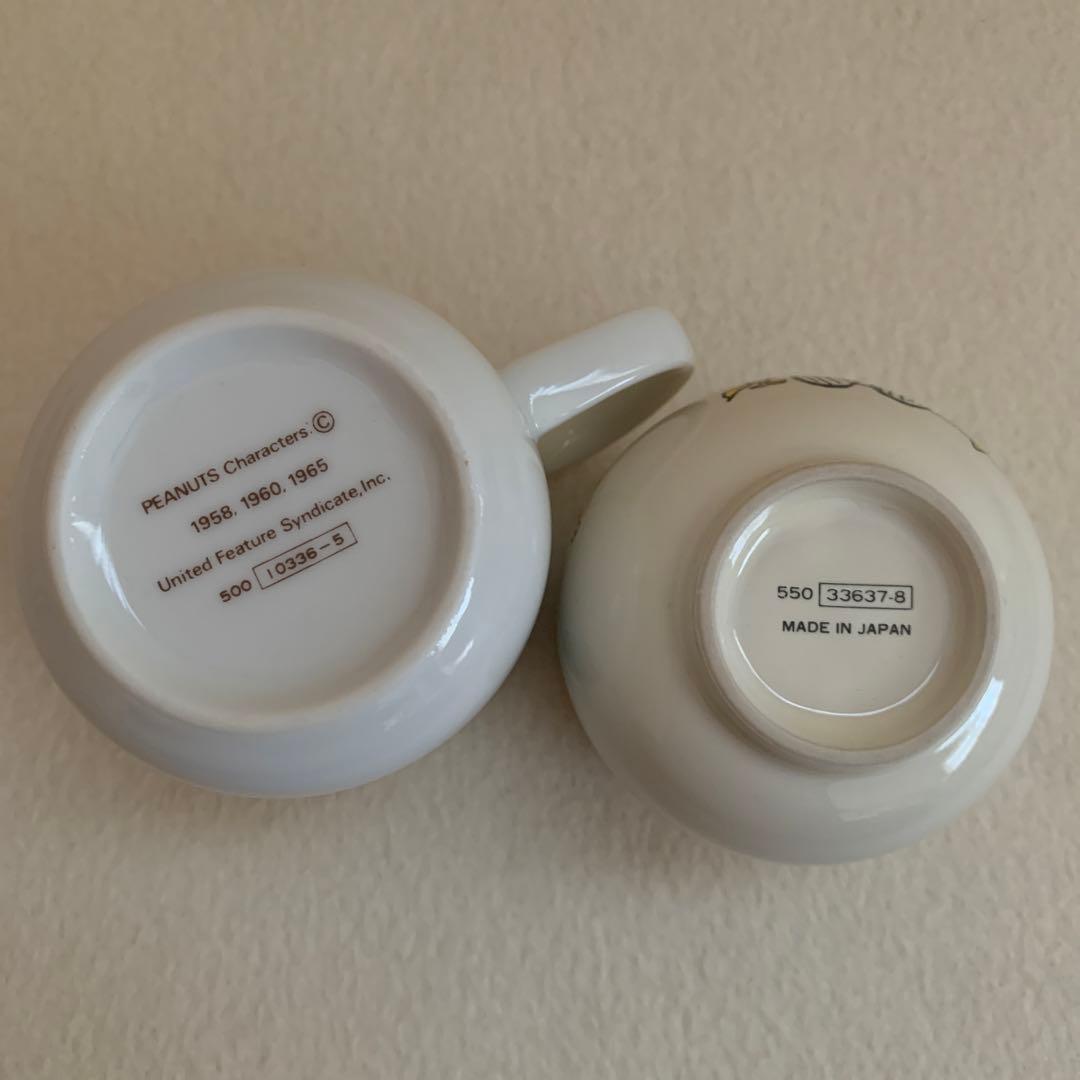 PEANUTS Characters:©
1958, 1960, 1965
United Feature Syndicate,Inc.
500 10336-5
550 33637-8
MADE IN JAPAN